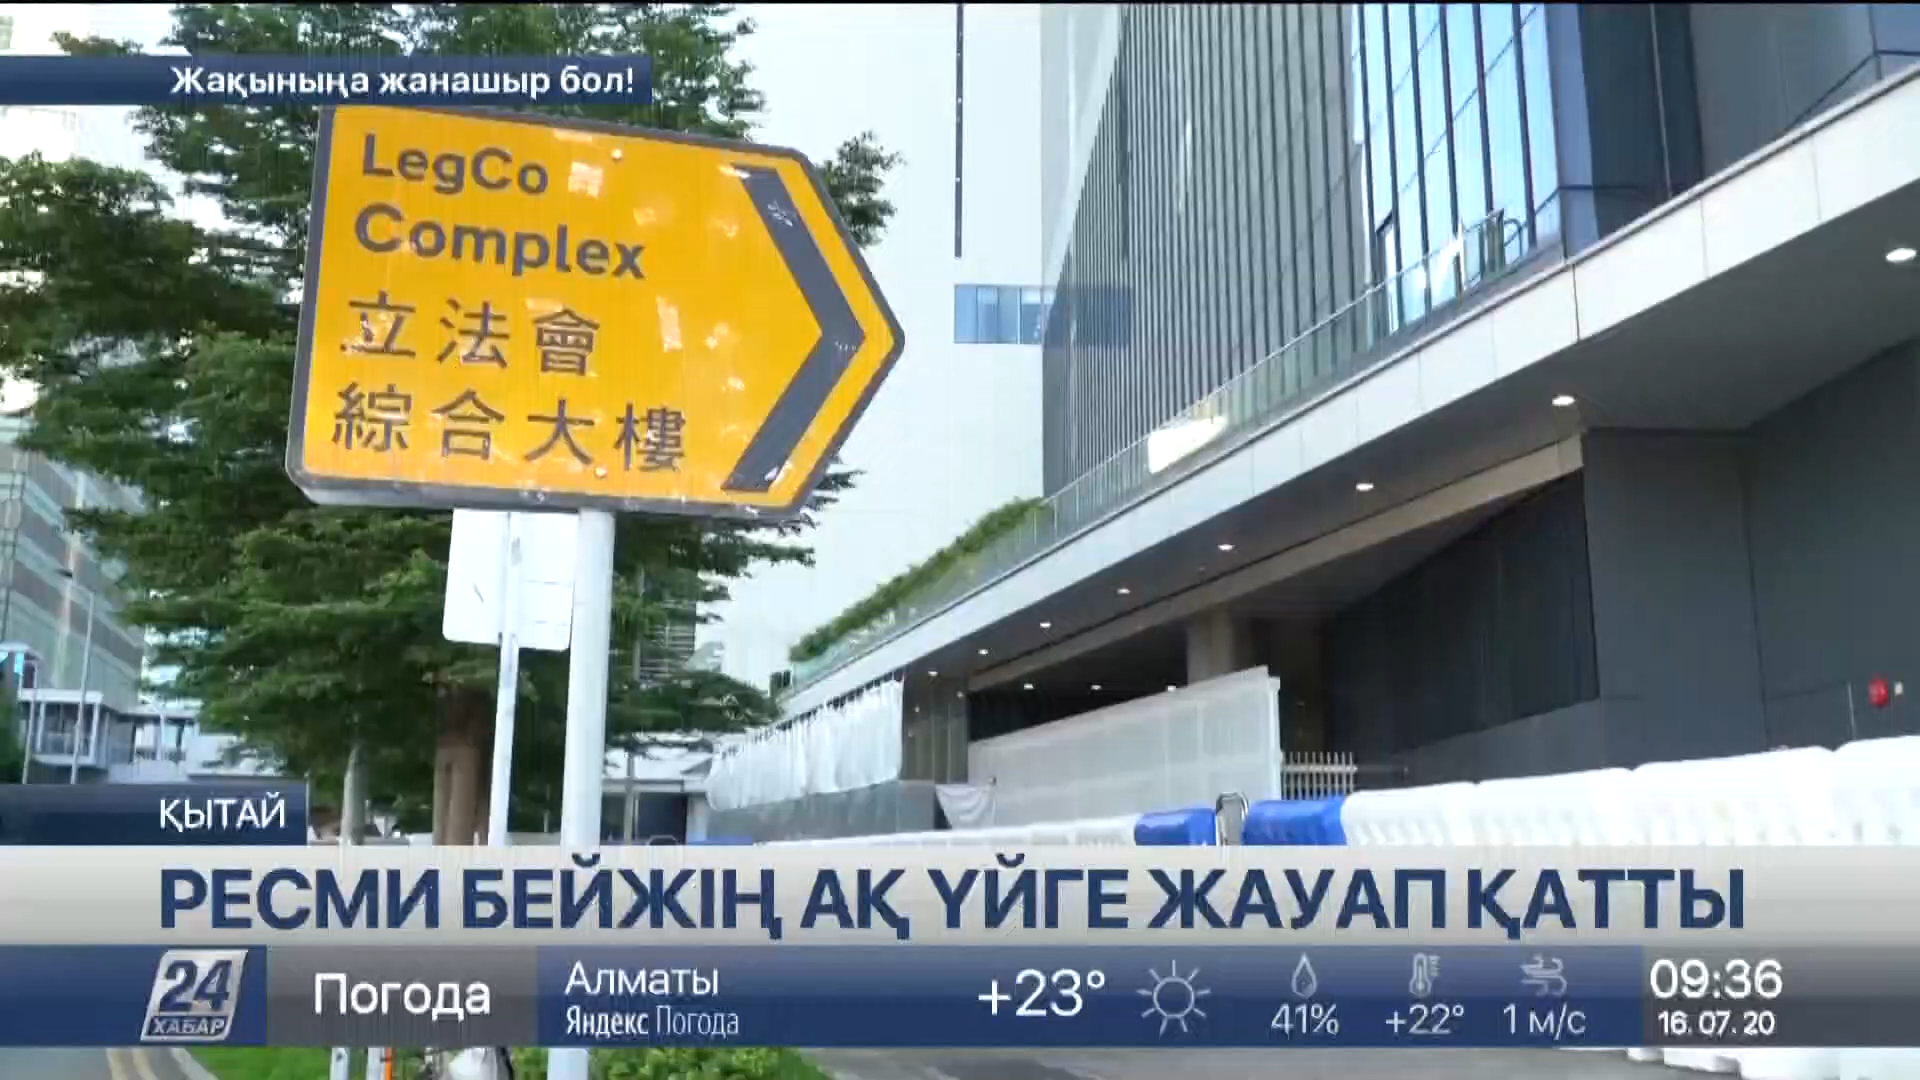 Жақыныңа жанашыр бол!
LegCo
Complex
立法會
綜合大樓
ҚЫТАЙ
РЕСМИ БЕЙЖІҢ АҚ ҮЙГЕ ЖАУАП ҚАТТЫ
24
ХАБАР
Погода
Алматы
Яндекс Погода
+23°
41%
+22°
1 м/с
09:36
16.07.20